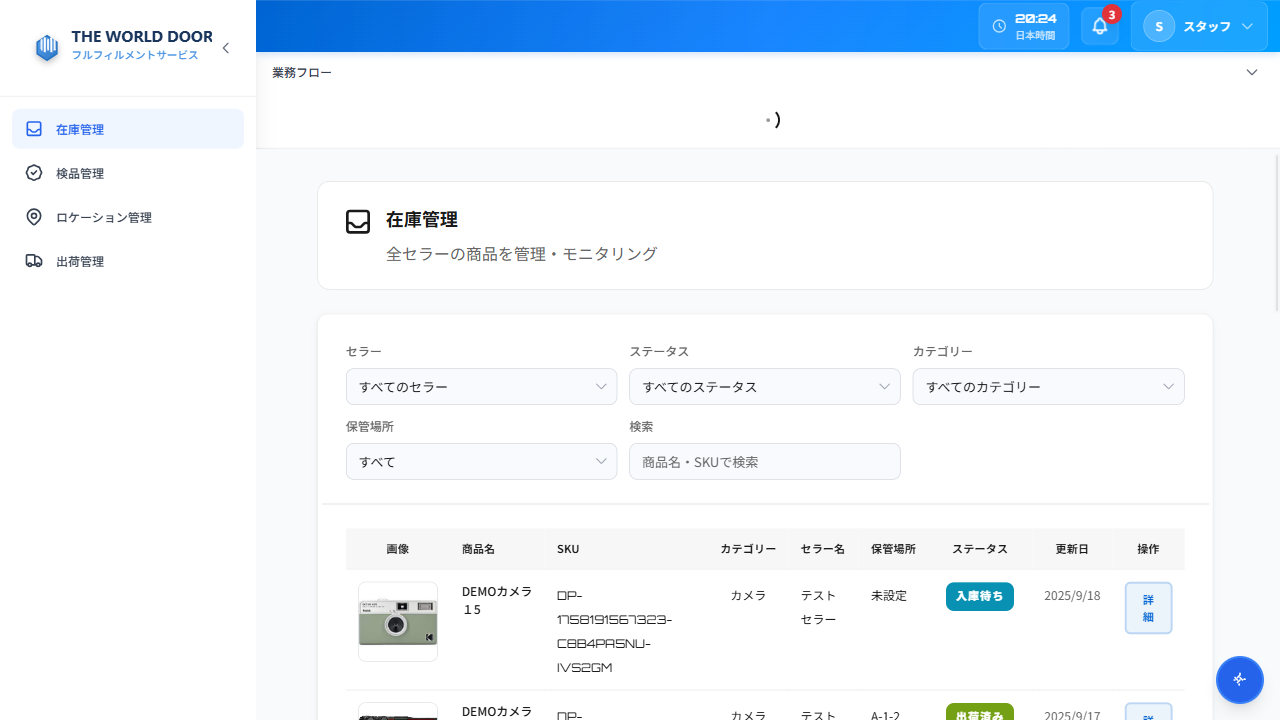 THE WORLD DOOR
フルフィルメントサービス
20:24
日本時間
3
S
スタッフ
業務フロー
在庫管理
検品管理
ロケーション管理
出荷管理
在庫管理
全セラーの商品を管理・モニタリング
セラー
ステータス
カテゴリー
すべてのセラー
すべてのステータス
すべてのカテゴリー
保管場所
検索
すべて
商品名・SKUで検索
画像
商品名
SKU
カテゴリー
セラー名
保管場所
ステータス
更新日
操作
DEMOカメラ
１５
DP-
1758191567323-
C8B4PA5NU-
IVS2GM
カメラ
テスト
セラー
未設定
入庫待ち
2025/9/18
詳
細
DEMOカメラ
DP-
カメラ
テスト
A-1-2
出荷済み
2025/9/17
詳